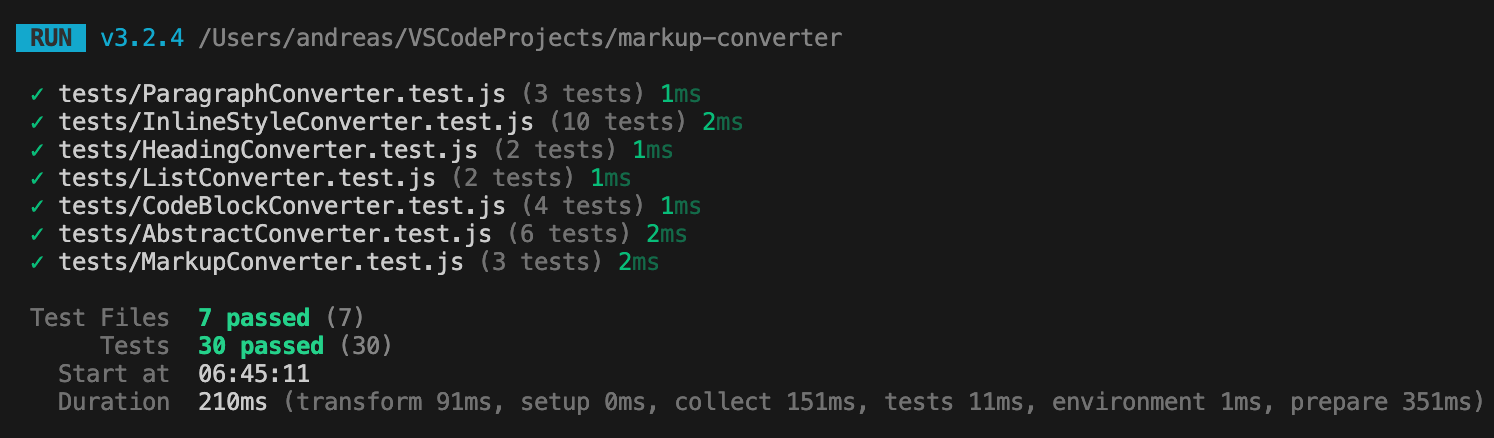 RUN v3.2.4 /Users/andreas/VSCodeProjects/markup-converter
✓ tests/ParagraphConverter.test.js (3 tests) 1ms
✓ tests/InlineStyleConverter.test.js (10 tests) 2ms
✓ tests/HeadingConverter.test.js (2 tests) 1ms
✓ tests/ListConverter.test.js (2 tests) 1ms
✓ tests/CodeBlockConverter.test.js (4 tests) 1ms
✓ tests/AbstractConverter.test.js (6 tests) 2ms
✓ tests/MarkupConverter.test.js (3 tests) 2ms
Test Files 7 passed (7)
Tests 30 passed (30)
Start at 06:45:11
Duration 210ms (transform 91ms, setup 0ms, collect 151ms, tests 11ms, environment 1ms, prepare 351ms)